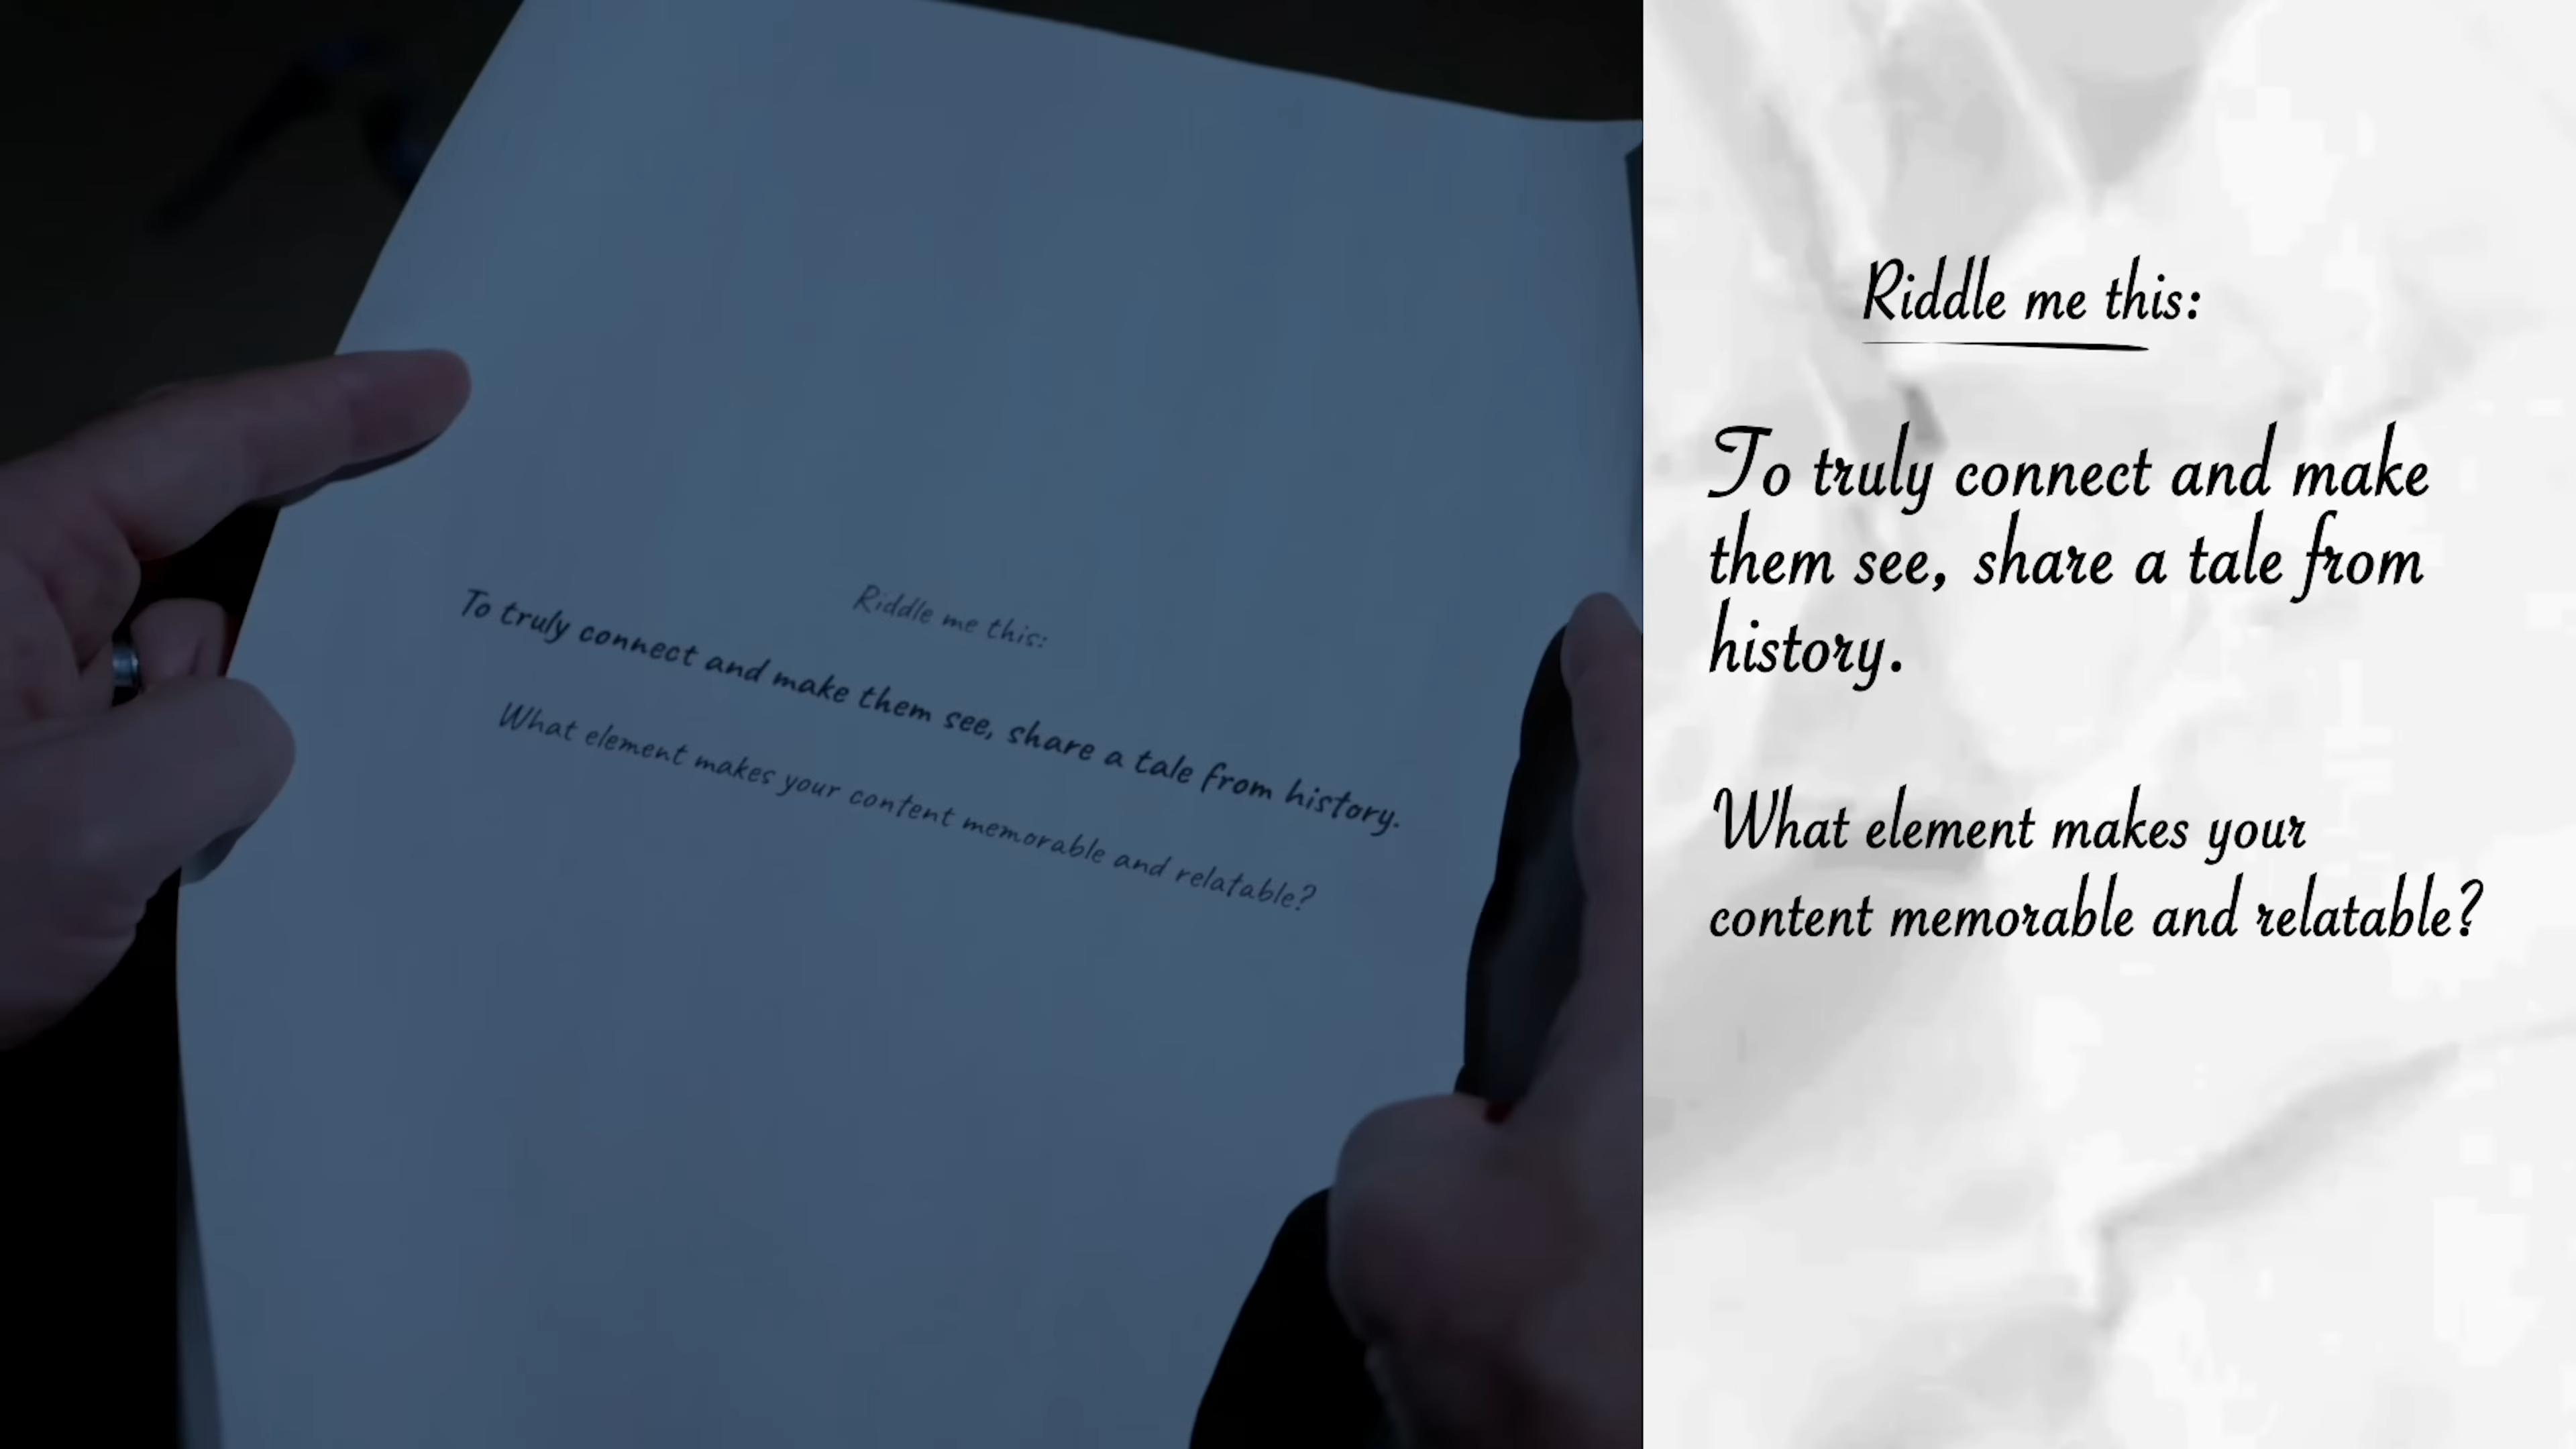 Riddle me this:
To truly connect and make them see, share a tale from history.
What element makes your content memorable and relatable?
Riddle me this:
To truly connect and make
them see, share a tale from
history.
What element makes your
content memorable and relatable?